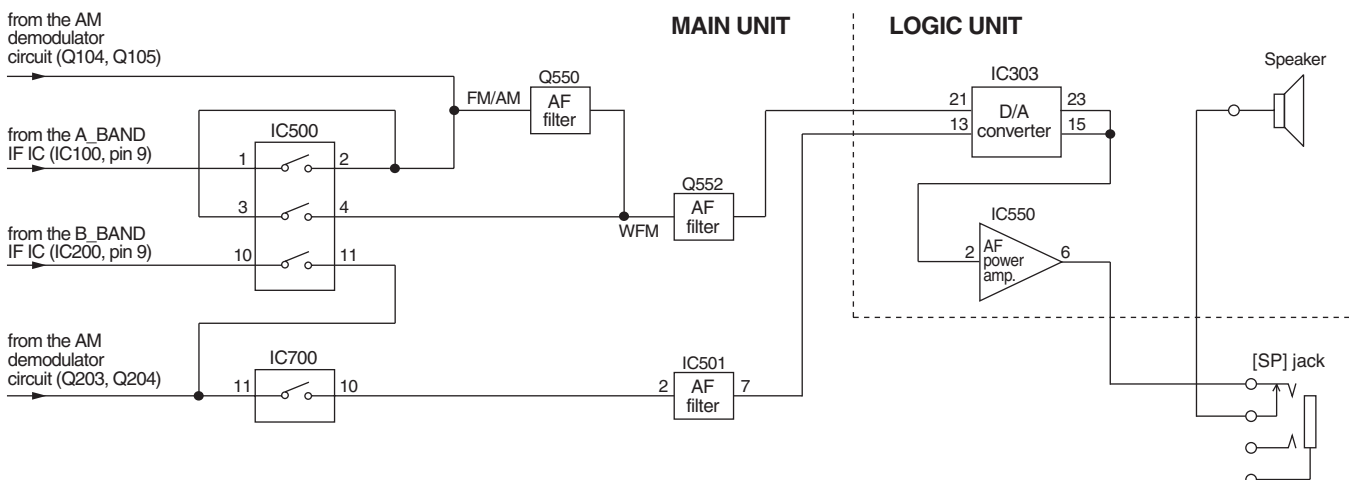 from the AM
demodulator
circuit (Q104, Q105)
MAIN UNIT
LOGIC UNIT
Speaker
Q550
AF
filter
FM/AM
IC303
21
D/A
converter
23
13
15
from the A_BAND
IF IC (IC100, pin 9)
IC500
1
2
3
4
Q552
AF
filter
WFM
IC550
2
AF
power
amp.
6
from the B_BAND
IF IC (IC200, pin 9)
10
11
from the AM
demodulator
circuit (Q203, Q204)
IC700
11
10
IC501
2
AF
filter
7
[SP] jack